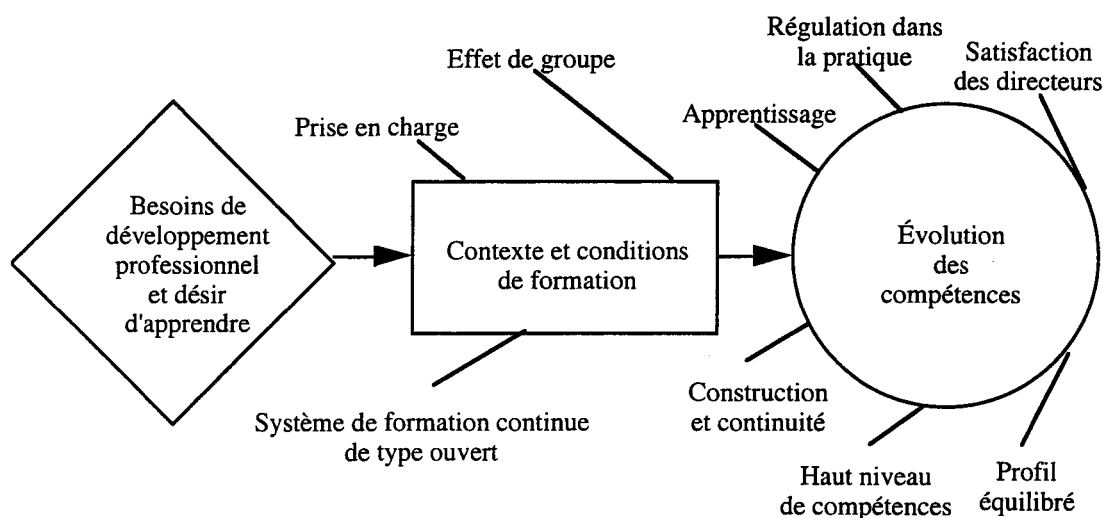 Régulation dans
la pratique
Satisfaction
des directeurs
Effet de groupe
Apprentissage
Prise en charge
Besoins de
développement
professionnel
et désir
d'apprendre
Contexte et conditions
de formation
Évolution
des
compétences
Système de formation continue
de type ouvert
Construction
et continuité
Haut niveau
de compétences
Profil
équilibré